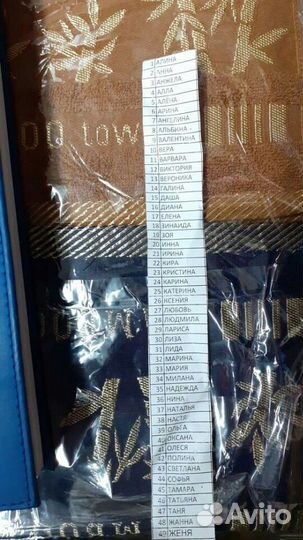 1 АЛИНА
2 АННА
3 АНЖЕЛА
4 АЛЛА
5 АЛЕНА
6 АРИНА
7 АНГЕЛИНА
8 АЛЬБИНА
9 ВАЛЕНТИНА
10 ВЕРА
11 ВАРВАРА
12 ВИКТОРИЯ
13 ВЕРОНИКА
14 ГАЛИНА
15 ДАША
16 ДИАНА
17 ЕЛЕНА
18 ЗИНАИДА
19 ЗОЯ
20 ИННА
21 ИРИНА
22 КИРА
23 КРИСТИНА
24 КАРИНА
25 КАТЕРИНА
26 КСЕНИЯ
27 ЛЮБОВЬ
28 ЛЮДМИЛА
29 ЛАРИСА
30 ЛИЗА
31 ЛИДА
32 МАРИНА
33 МАРИЯ
34 МИЛАНА
35 НАДЕЖДА
36 НИНА
37 НАТАЛЬЯ
38 НАСТЯ
39 ОЛЬГА
40 ОКСАНА
41 ОЛЕСЯ
42 ПОЛИНА
43 СВЕТЛАНА
44 СОФЬЯ
45 ТАМАРА
46 ТАТЬЯНА
47 ТАНЯ
48 ЖАННА
49 ЖЕНЯ
Avito